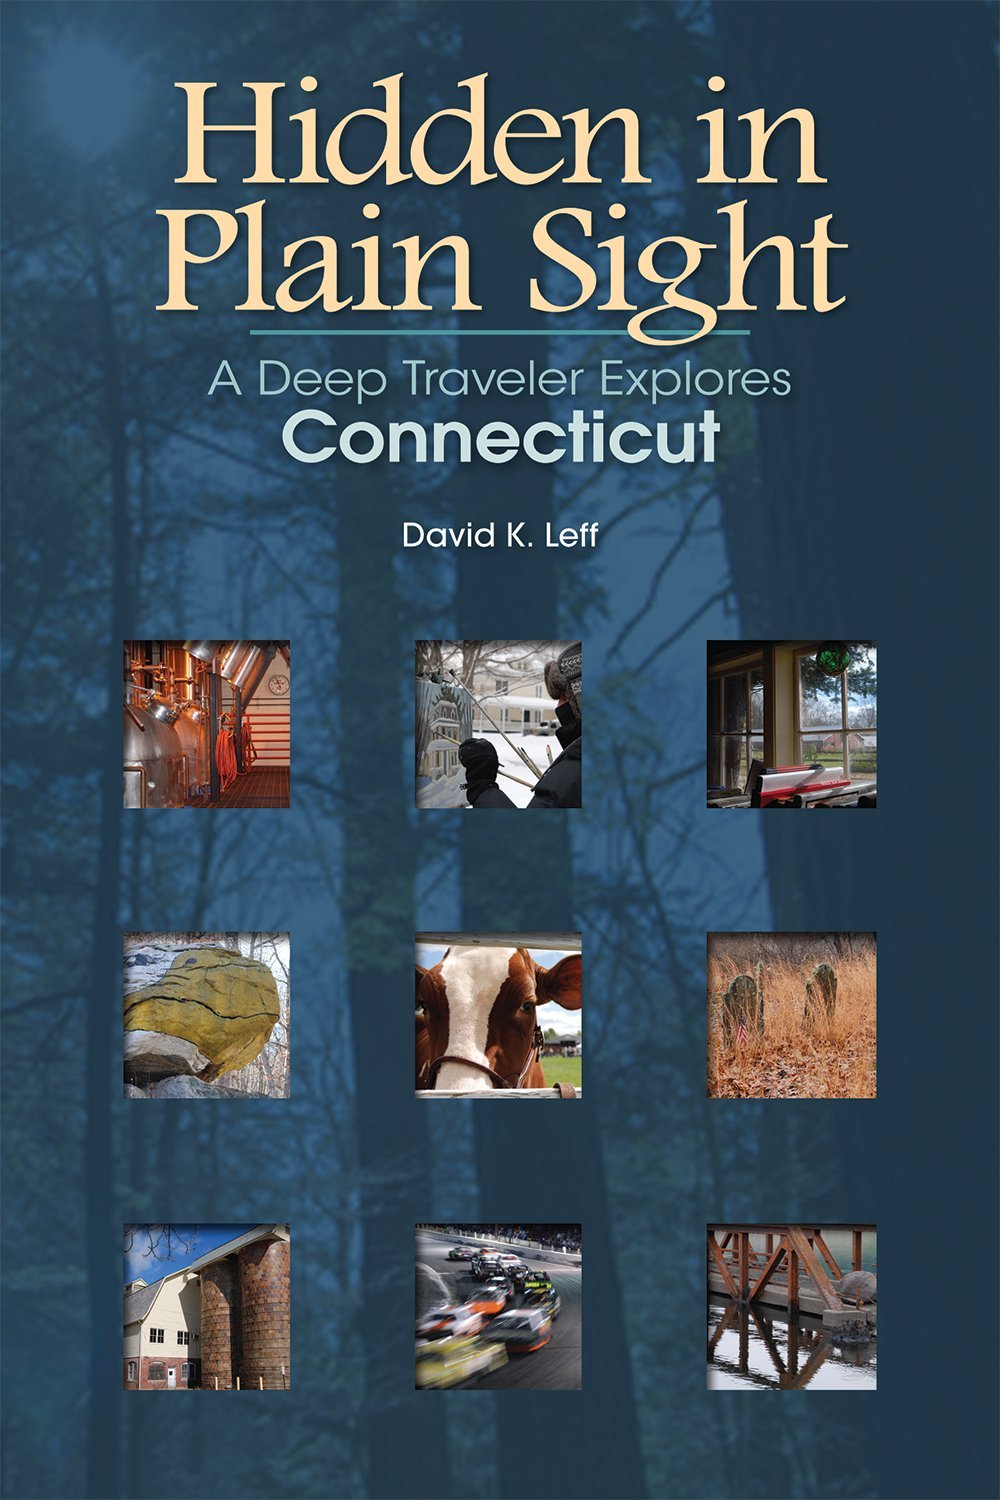 Hidden in
Plain Sight
A Deep Traveler Explores
Connecticut
David K. Leff